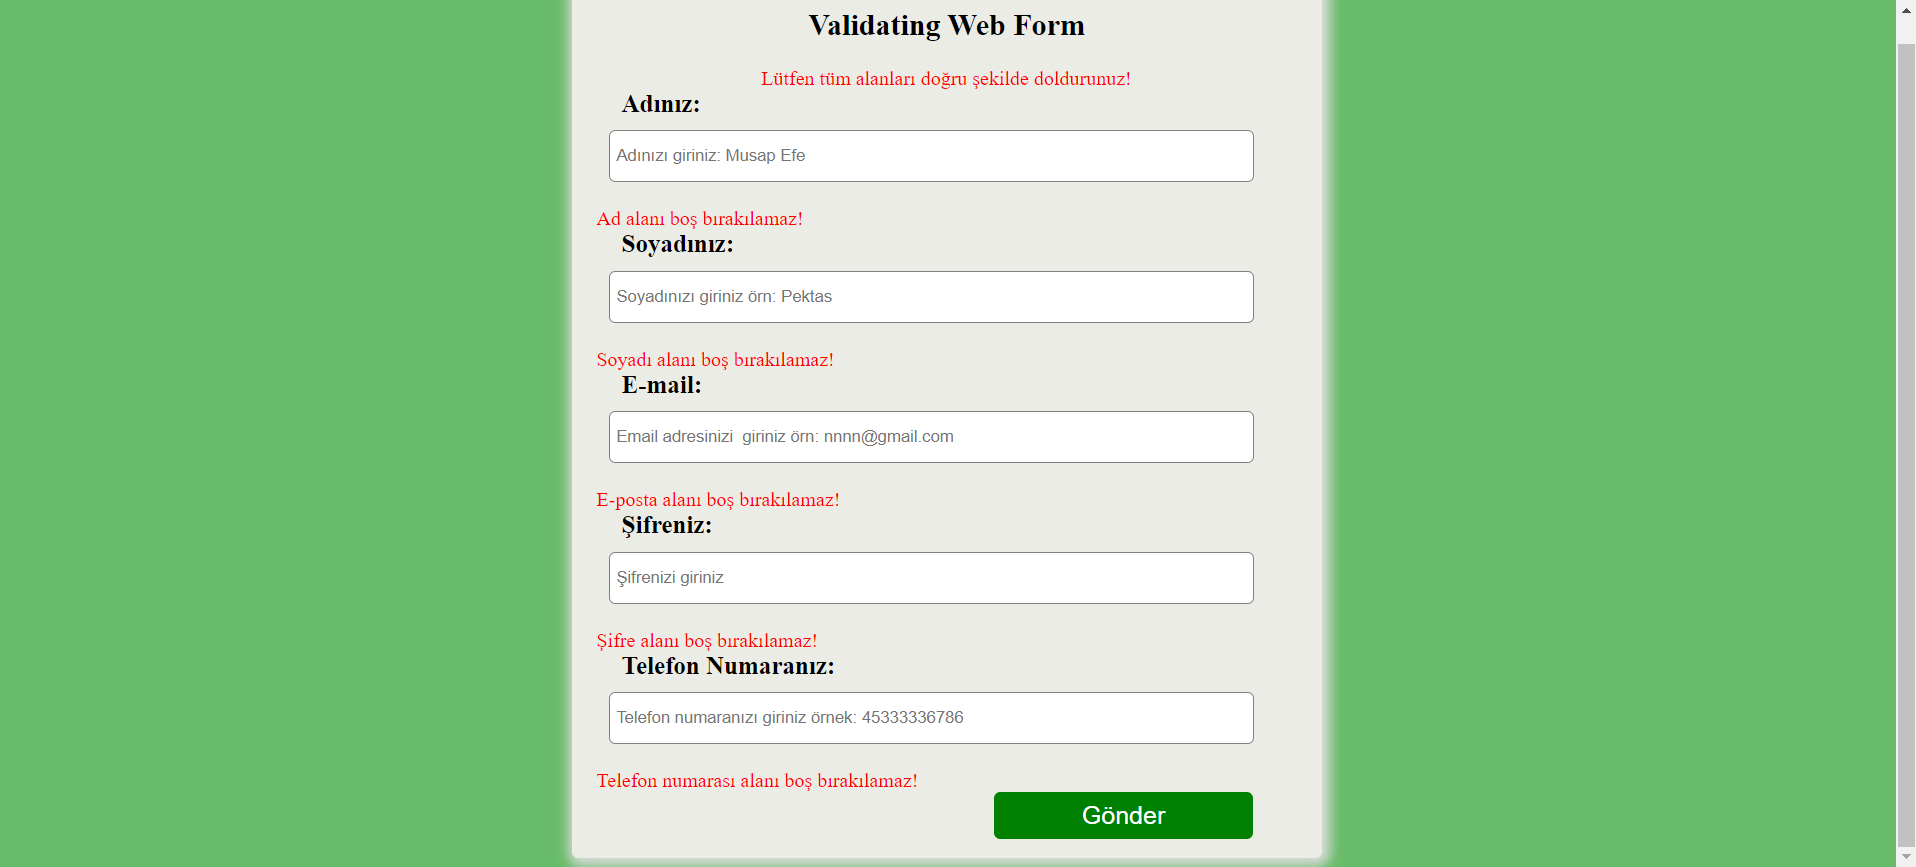 Validating Web Form
Lütfen tüm alanları doğru şekilde doldurunuz!
Adınız:
Adınızı giriniz: Musap Efe
Ad alanı boş bırakılamaz!
Soyadınız:
Soyadınızı giriniz örn: Pektas
Soyadı alanı boş bırakılamaz!
E-mail:
Email adresinizi  giriniz örn: nnnn@gmail.com
E-posta alanı boş bırakılamaz!
Şifreniz:
Şifrenizi giriniz
Şifre alanı boş bırakılamaz!
Telefon Numaranız:
Telefon numaranızı giriniz örnek: 45333336786
Telefon numarası alanı boş bırakılamaz!
Gönder